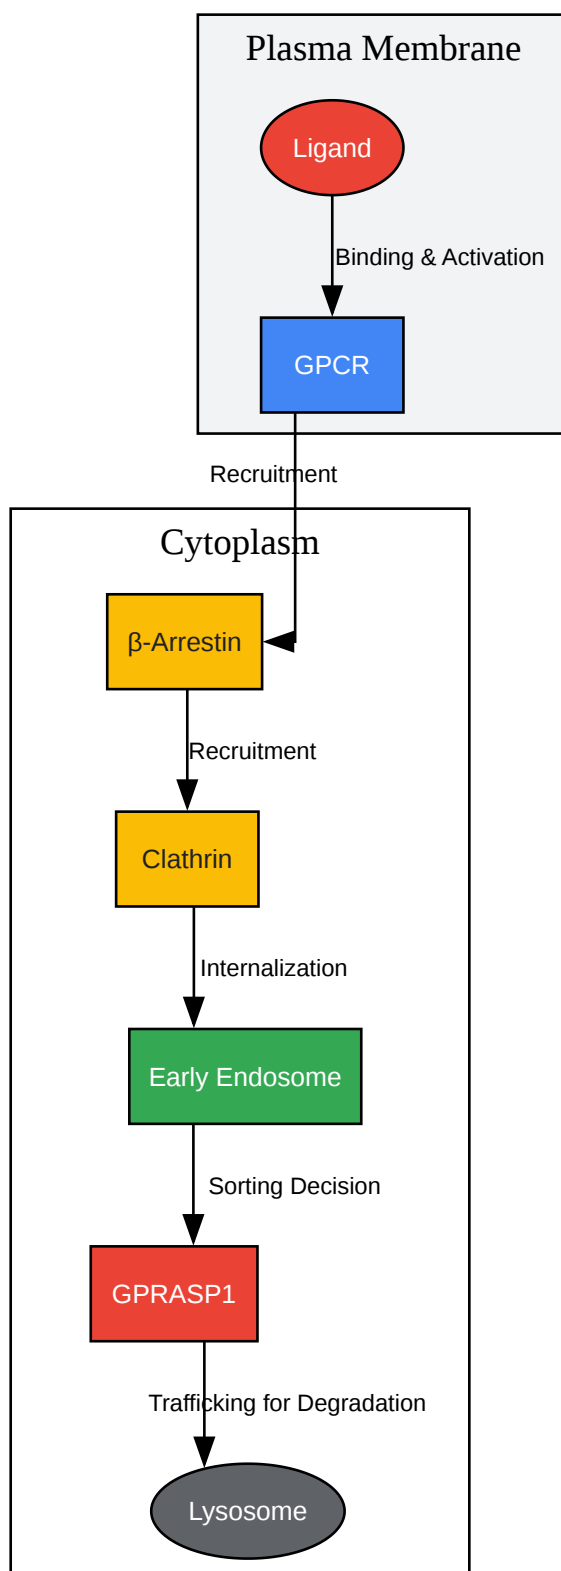 Plasma Membrane
Ligand
Binding & Activation
GPCR
Recruitment
Cytoplasm
β-Arrestin
Recruitment
Clathrin
Internalization
Early Endosome
Sorting Decision
GPRASP1
Trafficking for Degradation
Lysosome